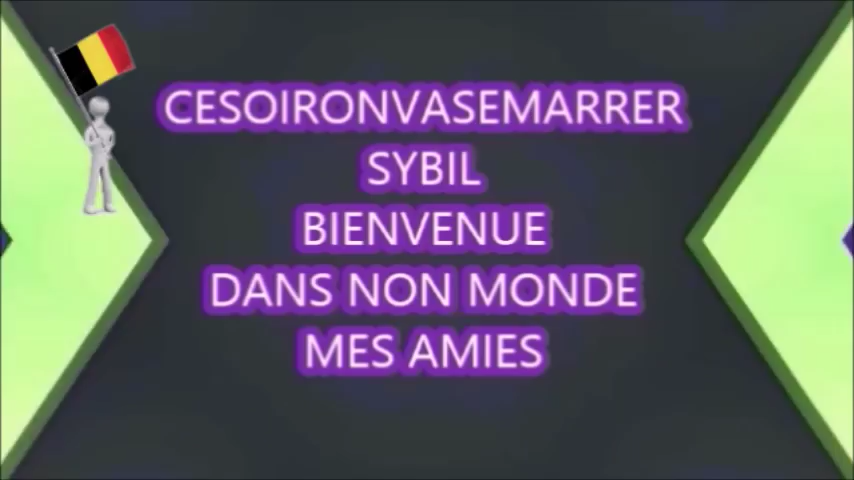 CESOIRONVASEMARRER
SYBIL
BIENVENUE
DANS NON MONDE
MES AMIES